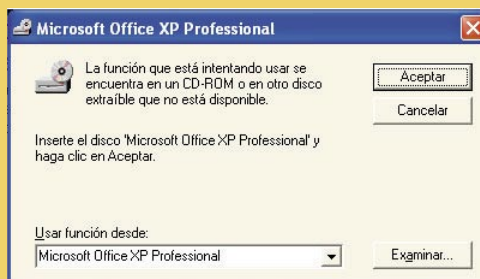 Microsoft Office XP Professional
La función que está intentando usar se
encuentra en un CD-ROM o en otro disco
extraíble que no está disponible.
Aceptar
Cancelar
Inserte el disco 'Microsoft Office XP Professional' y
haga clic en Aceptar.
Usar función desde:
Microsoft Office XP Professional
Examinar...